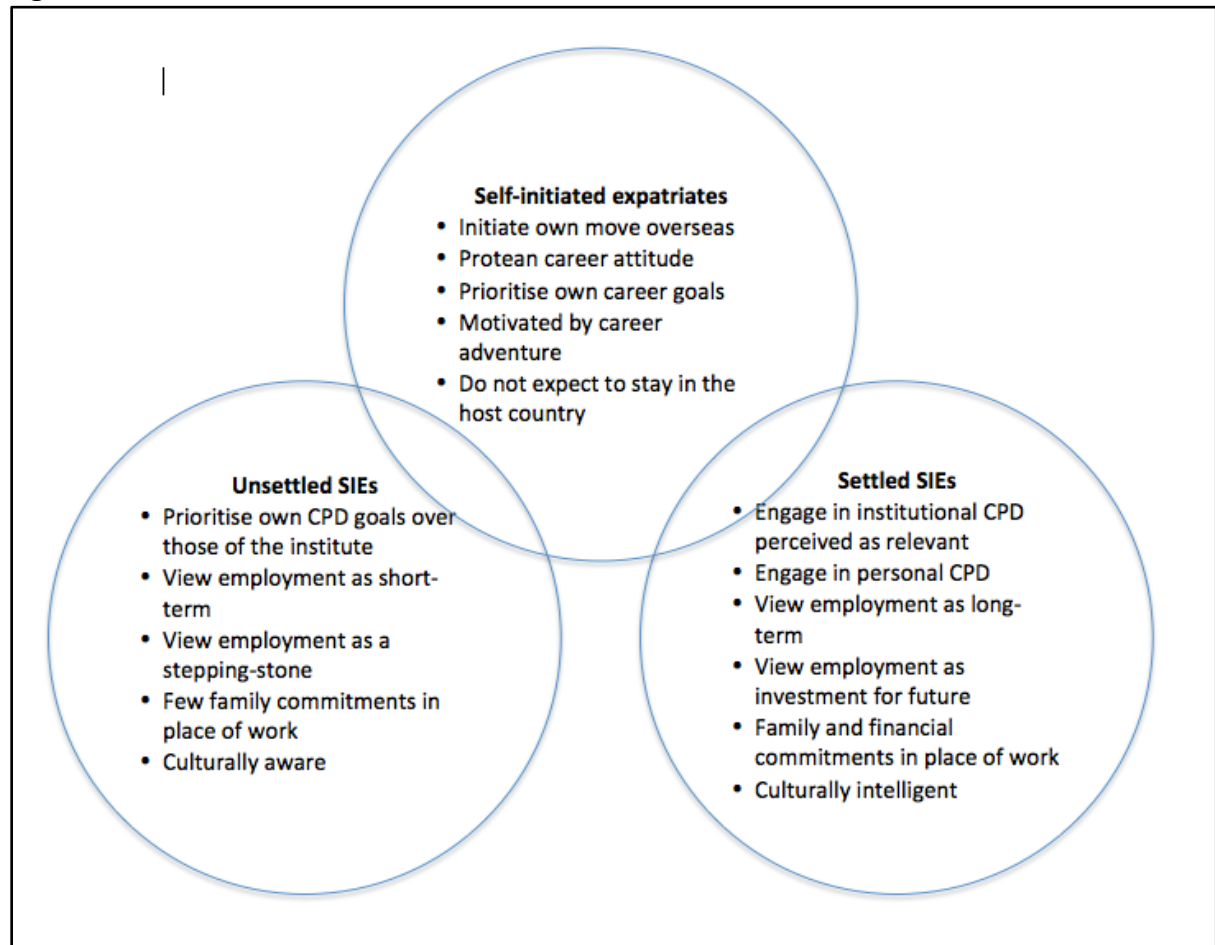 Self-initiated expatriates
• Initiate own move overseas
• Protean career attitude
• Prioritise own career goals
• Motivated by career
adventure
• Do not expect to stay in the
host country
Unsettled SIEs
• Prioritise own CPD goals over
those of the institute
• View employment as short-
term
• View employment as a
stepping-stone
• Few family commitments in
place of work
• Culturally aware
Settled SIEs
• Engage in institutional CPD
perceived as relevant
• Engage in personal CPD
• View employment as long-
term
• View employment as
investment for future
• Family and financial
commitments in place of work
• Culturally intelligent